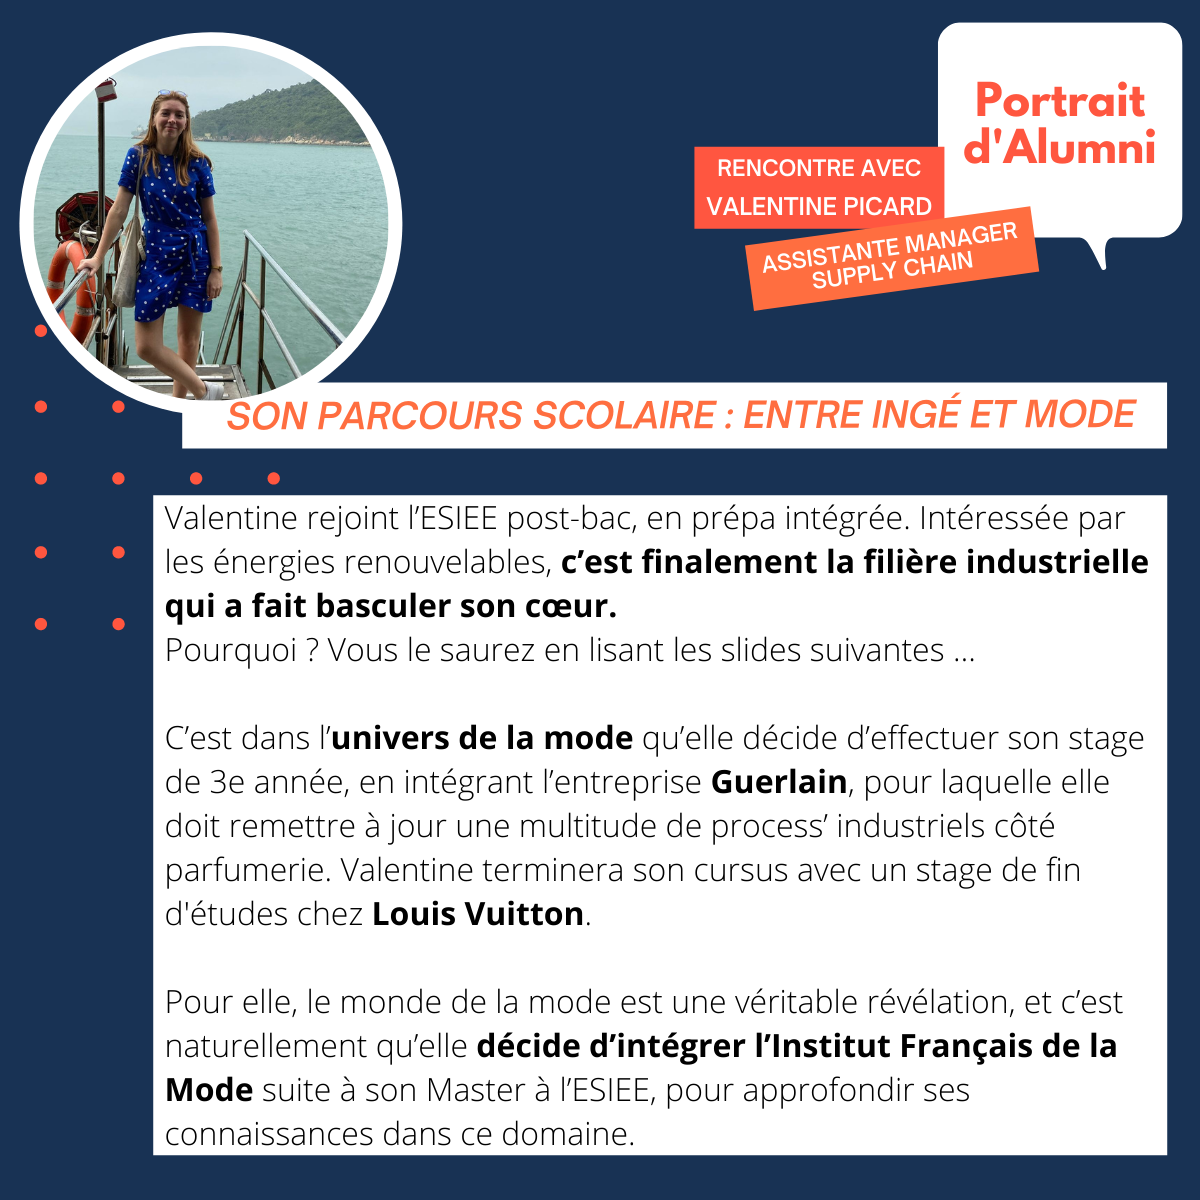 Portrait
d'Alumni
RENCONTRE AVEC
VALENTINE PICARD
ASSISTANTE MANAGER
SUPPLY CHAIN
SON PARCOURS SCOLAIRE : ENTRE INGÉ ET MODE
Valentine rejoint l’ESIEE post-bac, en prépa intégrée. Intéressée par
les énergies renouvelables, c’est finalement la filière industrielle
qui a fait basculer son cœur.
Pourquoi ? Vous le saurez en lisant les slides suivantes ...
C’est dans l’univers de la mode qu’elle décide d’effectuer son stage
de 3e année, en intégrant l’entreprise Guerlain, pour laquelle elle
doit remettre à jour une multitude de process’ industriels côté
parfumerie. Valentine terminera son cursus avec un stage de fin
d'études chez Louis Vuitton.
Pour elle, le monde de la mode est une véritable révélation, et c’est
naturellement qu’elle décide d’intégrer l’Institut Français de la
Mode suite à son Master à l’ESIEE, pour approfondir ses
connaissances dans ce domaine.